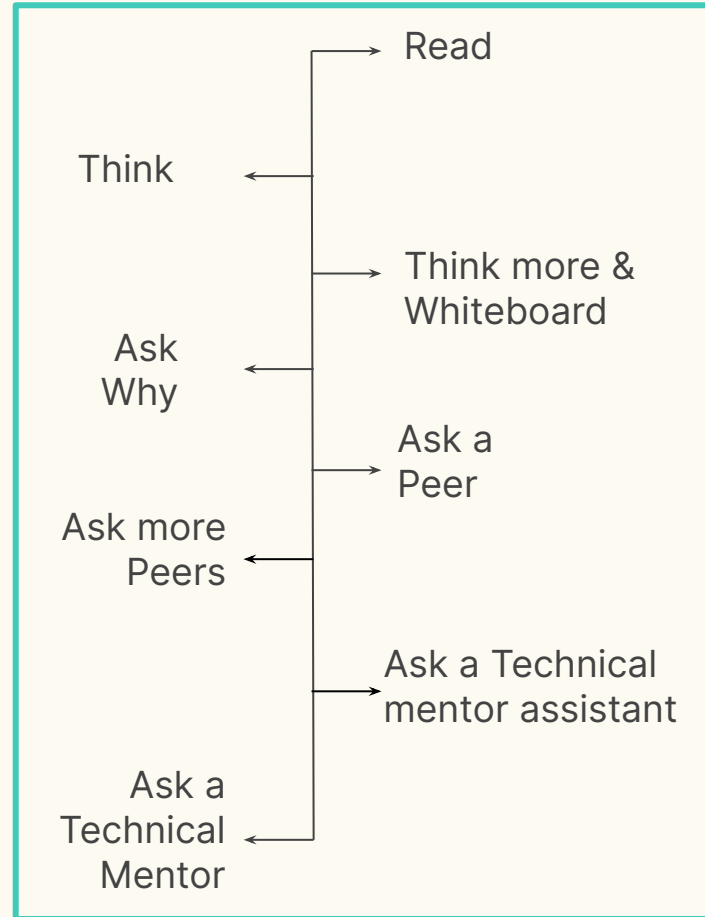 Read
Think
Think more &
Whiteboard
Ask
Why
Ask a
Peer
Ask more
Peers
Ask a Technical
mentor assistant
Ask a
Technical
Mentor